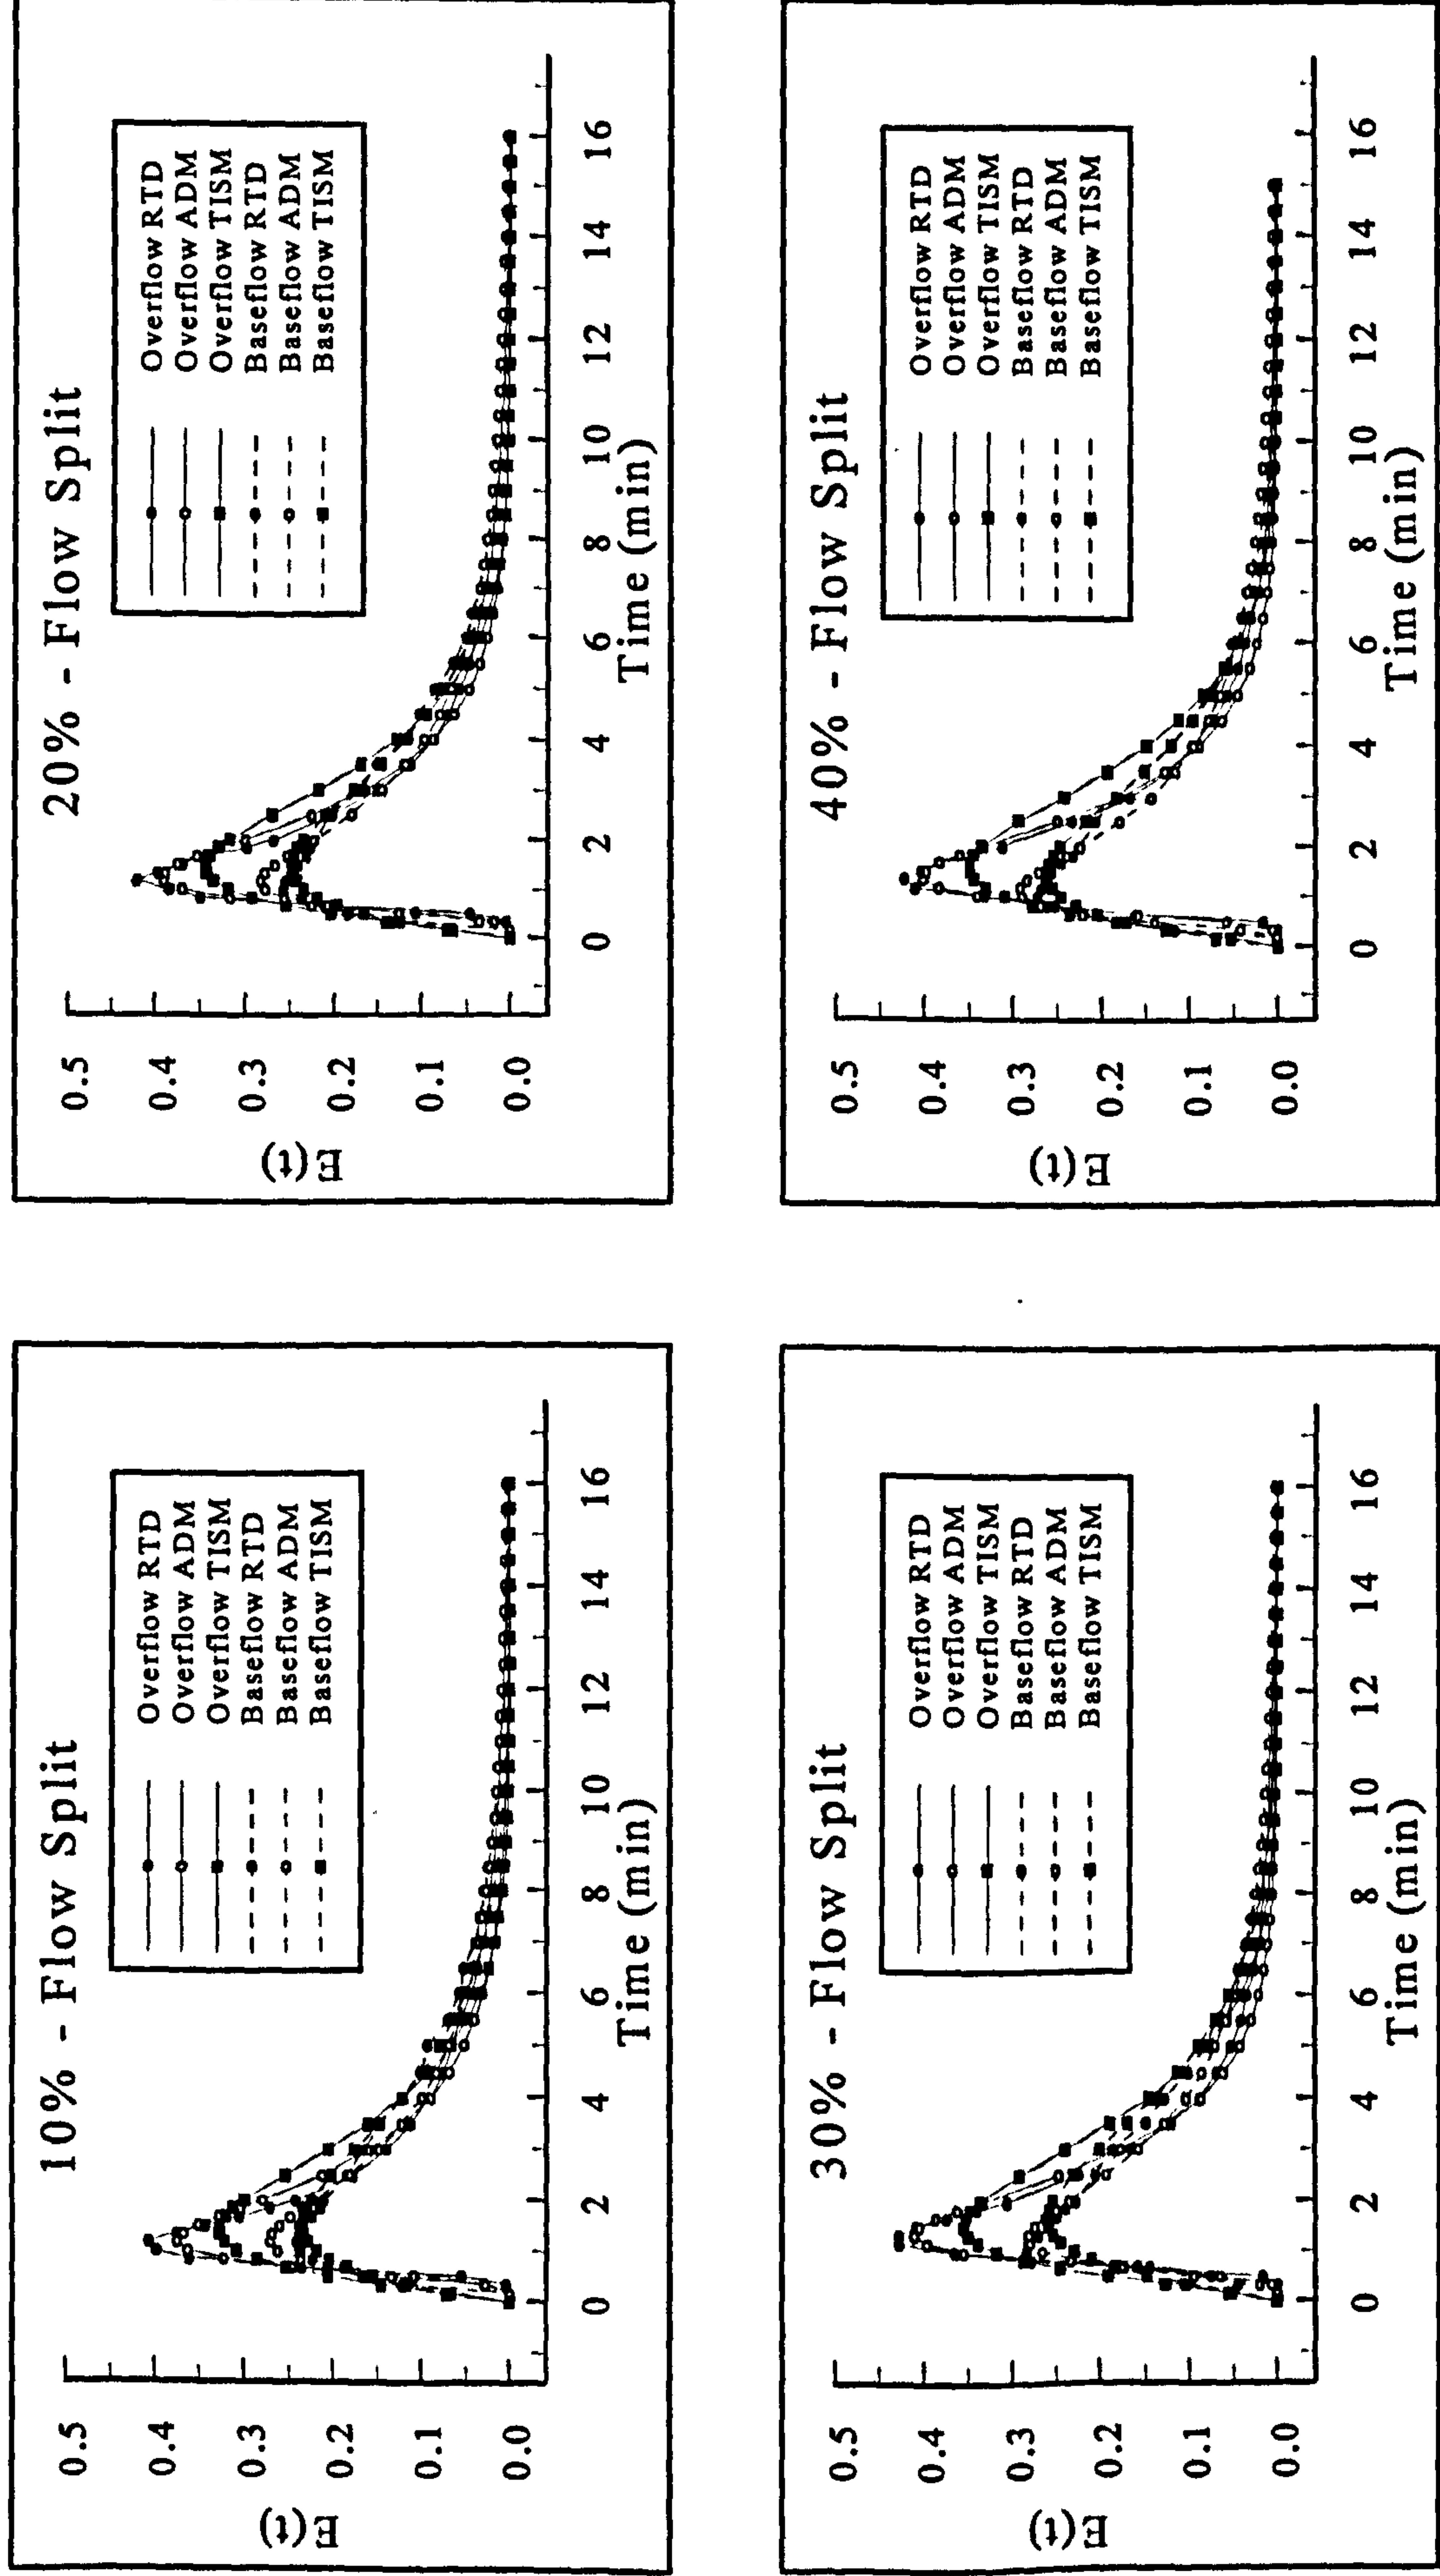 10% - Flow Split
Overflow RTD
Overflow ADM
Overflow TISM
Baseflow RTD
Baseflow ADM
Baseflow TISM
E(t)
0.5
0.4
0.3
0.2
0.1
0.0
0 2 4 6 8 10 12 14 16
Time (min)
20% - Flow Split
Overflow RTD
Overflow ADM
Overflow TISM
Baseflow RTD
Baseflow ADM
Baseflow TISM
E(t)
0.5
0.4
0.3
0.2
0.1
0.0
0 2 4 6 8 10 12 14 16
Time (min)
30% - Flow Split
Overflow RTD
Overflow ADM
Overflow TISM
Baseflow RTD
Baseflow ADM
Baseflow TISM
E(t)
0.5
0.4
0.3
0.2
0.1
0.0
0 2 4 6 8 10 12 14 16
Time (min)
40% - Flow Split
Overflow RTD
Overflow ADM
Overflow TISM
Baseflow RTD
Baseflow ADM
Baseflow TISM
E(t)
0.5
0.4
0.3
0.2
0.1
0.0
0 2 4 6 8 10 12 14 16
Time (min)